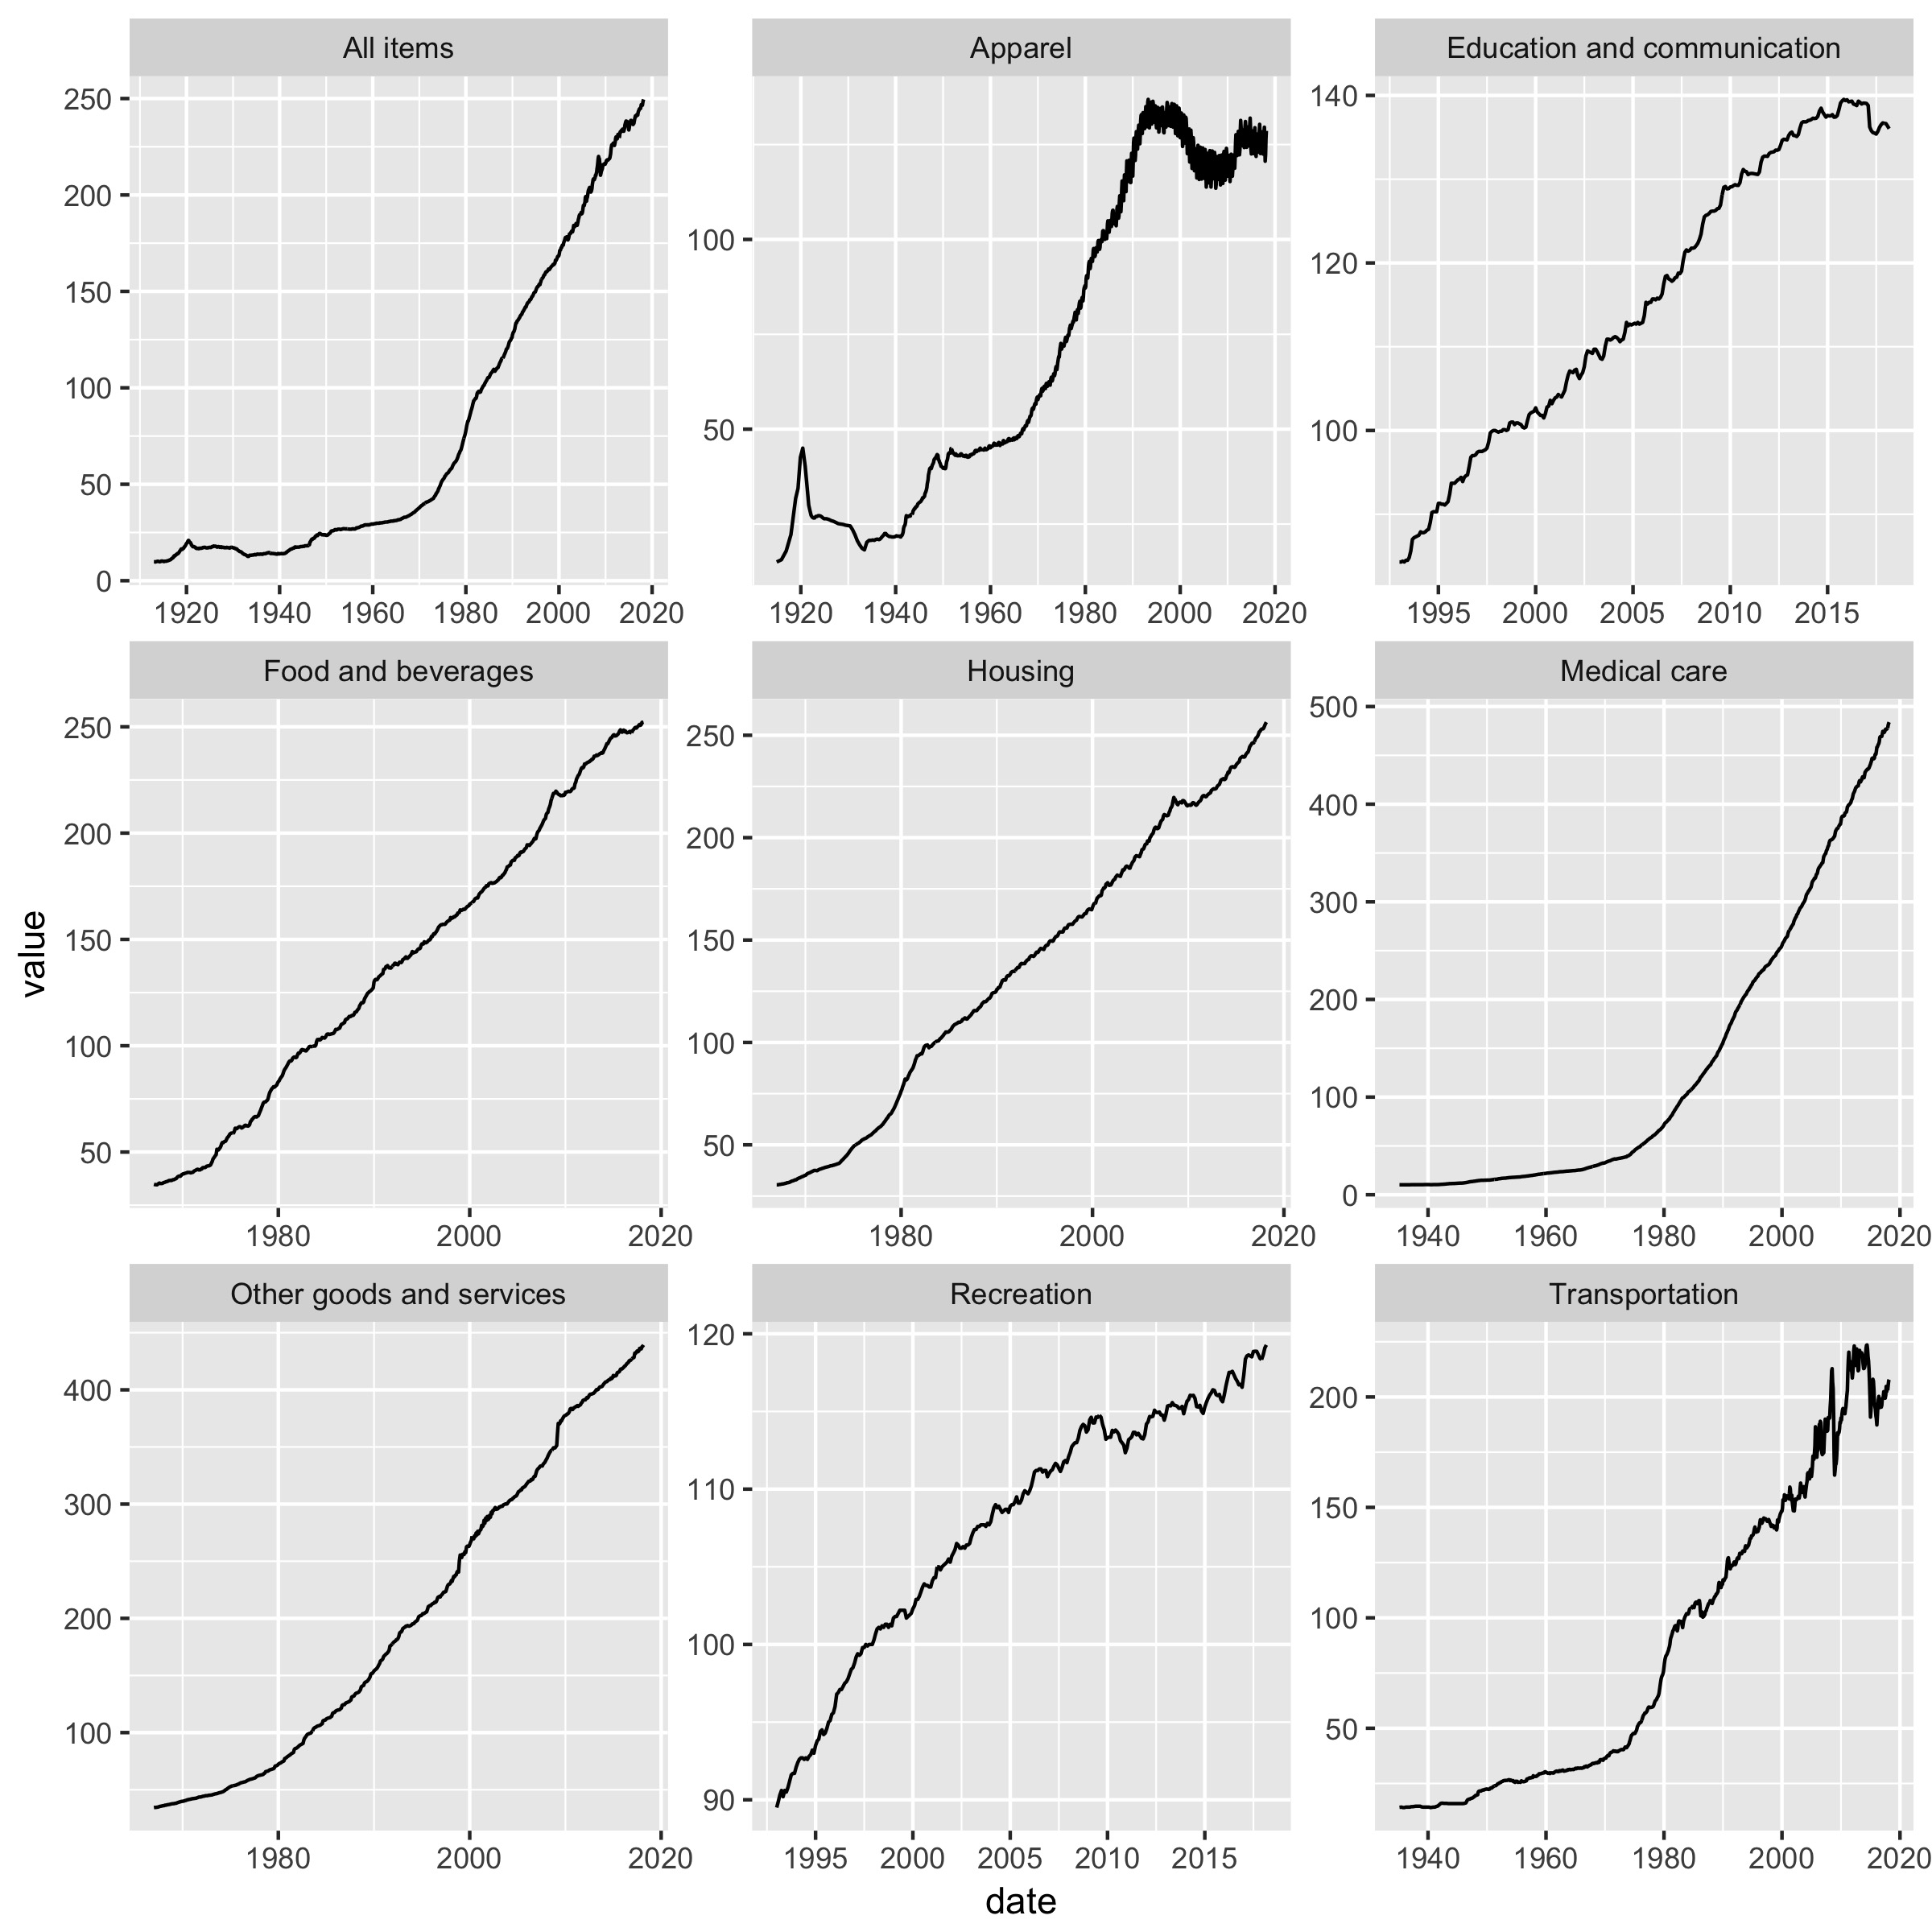 All items
Apparel
Education and communication
250
200
150
100
50
0
100
50
140
120
100
1920 1940 1960 1980 2000 2020
1920 1940 1960 1980 2000 2020
1995 2000 2005 2010 2015
Food and beverages
Housing
Medical care
value
250
200
150
100
50
250
200
150
100
50
500
400
300
200
100
0
1980 2000 2020
1980 2000 2020
1940 1960 1980 2000 2020
Other goods and services
Recreation
Transportation
400
300
200
100
120
110
100
90
200
150
100
50
1980 2000 2020
1995 2000 2005 2010 2015
1940 1960 1980 2000 2020
date